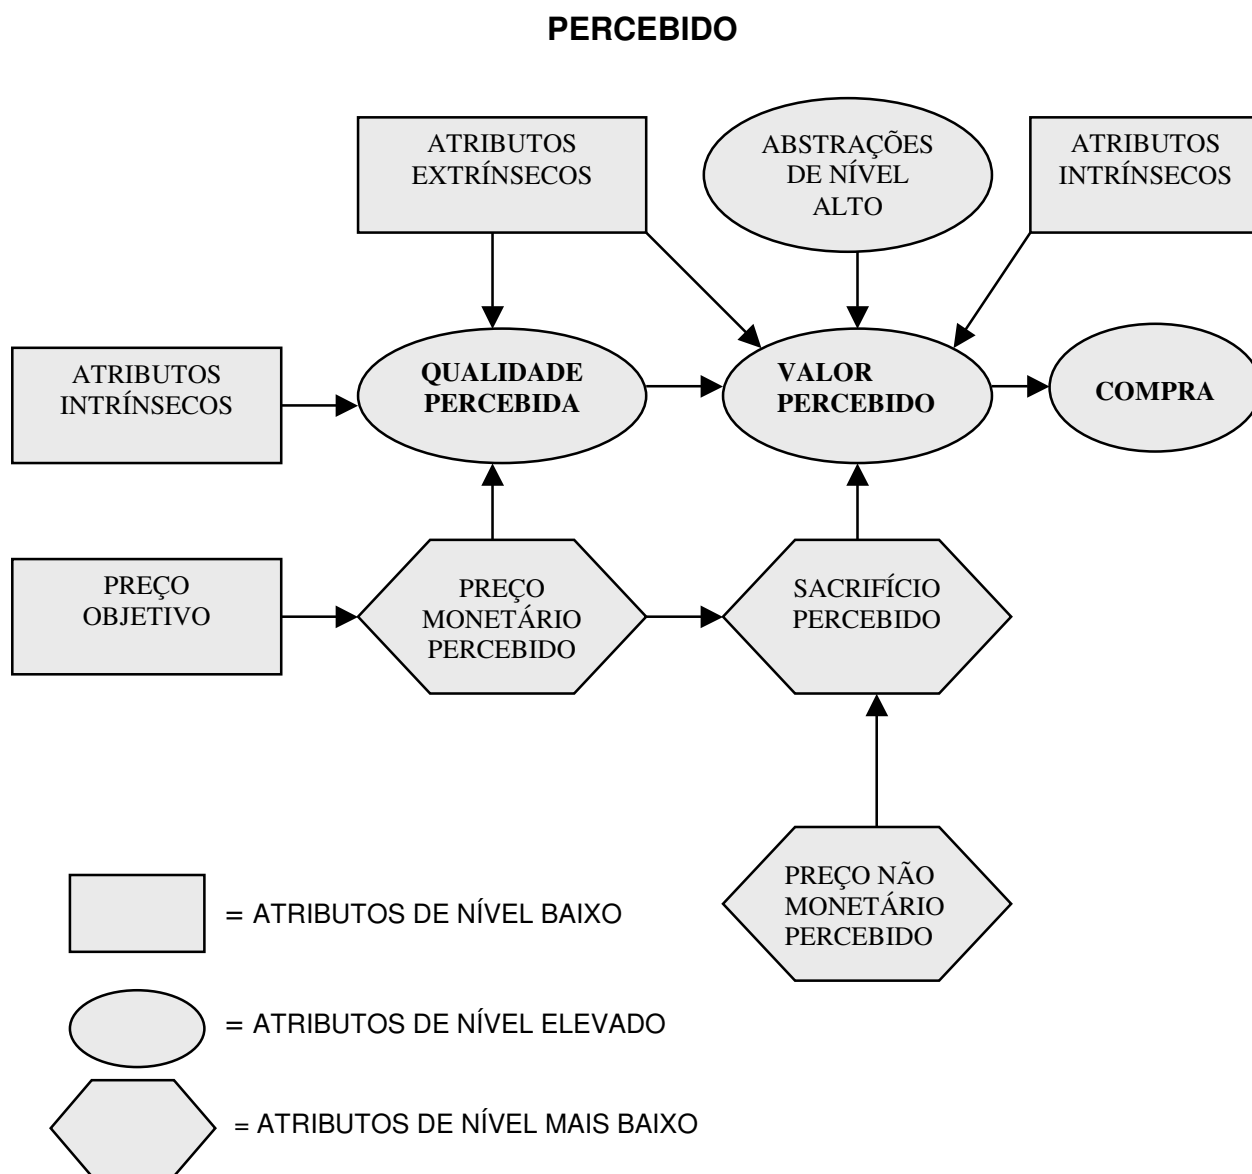 PERCEBIDO
ATRIBUTOS
EXTRÍNSECOS
ABSTRAÇÕES
DE NÍVEL
ALTO
ATRIBUTOS
INTRÍNSECOS
ATRIBUTOS
INTRÍNSECOS
QUALIDADE
PERCEBIDA
VALOR
PERCEBIDO
COMPRA
PREÇO
OBJETIVO
PREÇO
MONETÁRIO
PERCEBIDO
SACRIFÍCIO
PERCEBIDO
PREÇO NÃO
MONETÁRIO
PERCEBIDO
= ATRIBUTOS DE NÍVEL BAIXO
= ATRIBUTOS DE NÍVEL ELEVADO
= ATRIBUTOS DE NÍVEL MAIS BAIXO